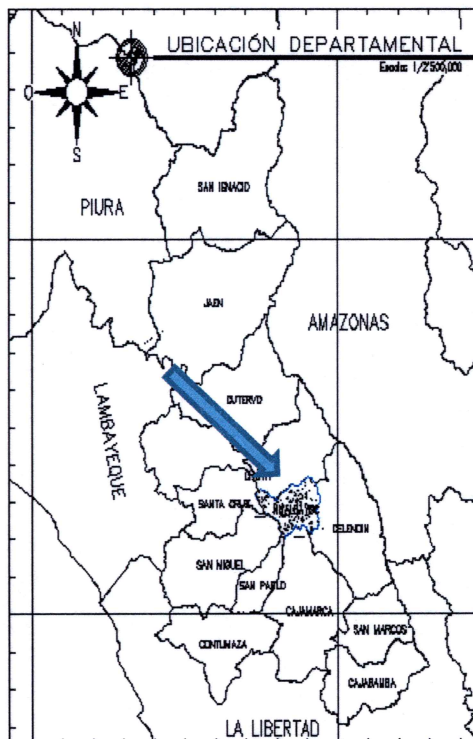 UBICACIÓN DEPARTAMENTAL
Escala: 1/2'500,000
N
O
E
S
SAN IGNACIO
PIURA
JAEN
AMAZONAS
CUTERVO
LAMBAYEQUE
SANTA CRUZ
CELENDIN
SAN MIGUEL
SAN PABLO
CAJAMARCA
SAN MARCOS
CONTUMAZA
CAJABAMBA
LA LIBERTAD